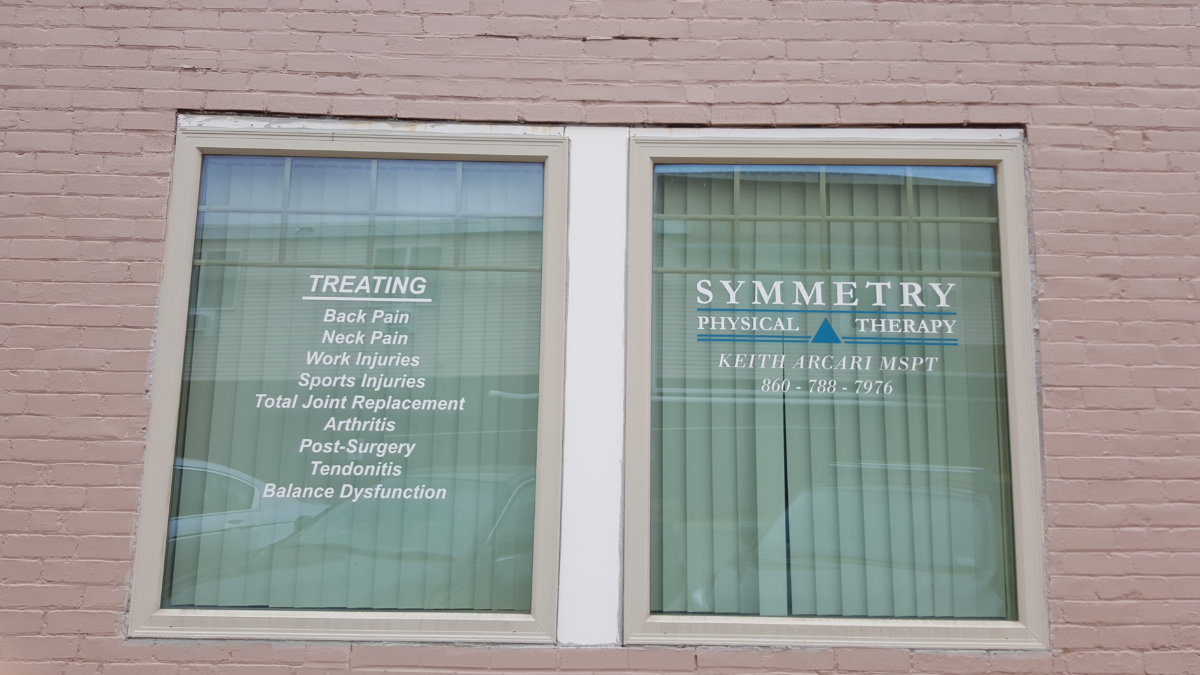 TREATING
Back Pain
Neck Pain
Work Injuries
Sports Injuries
Total Joint Replacement
Arthritis
Post-Surgery
Tendonitis
Balance Dysfunction
SYMMETRY
PHYSICAL THERAPY
KEITH ARCARI MSPT
860 - 788 - 7976